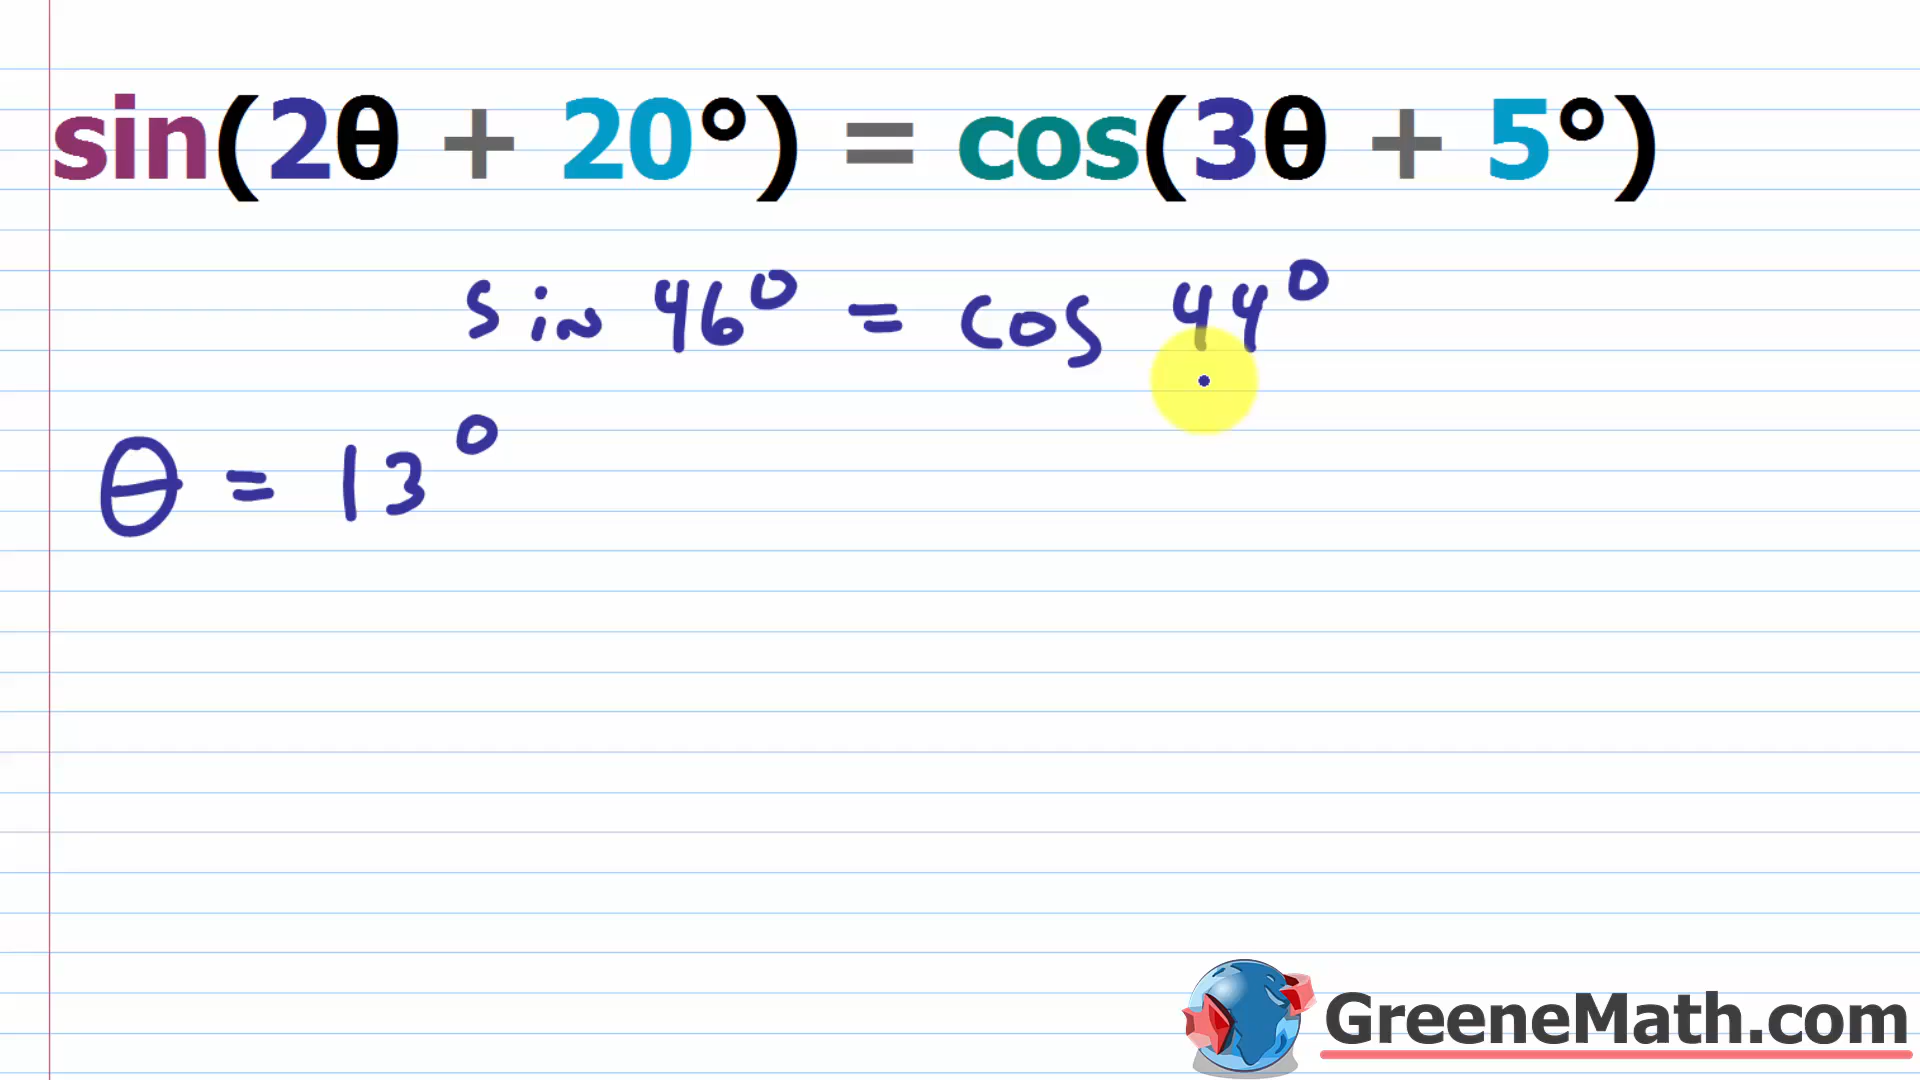 sin(2θ + 20°) = cos(3θ + 5°)
sin 46° = cos 44°
θ = 13°
GreeneMath.com